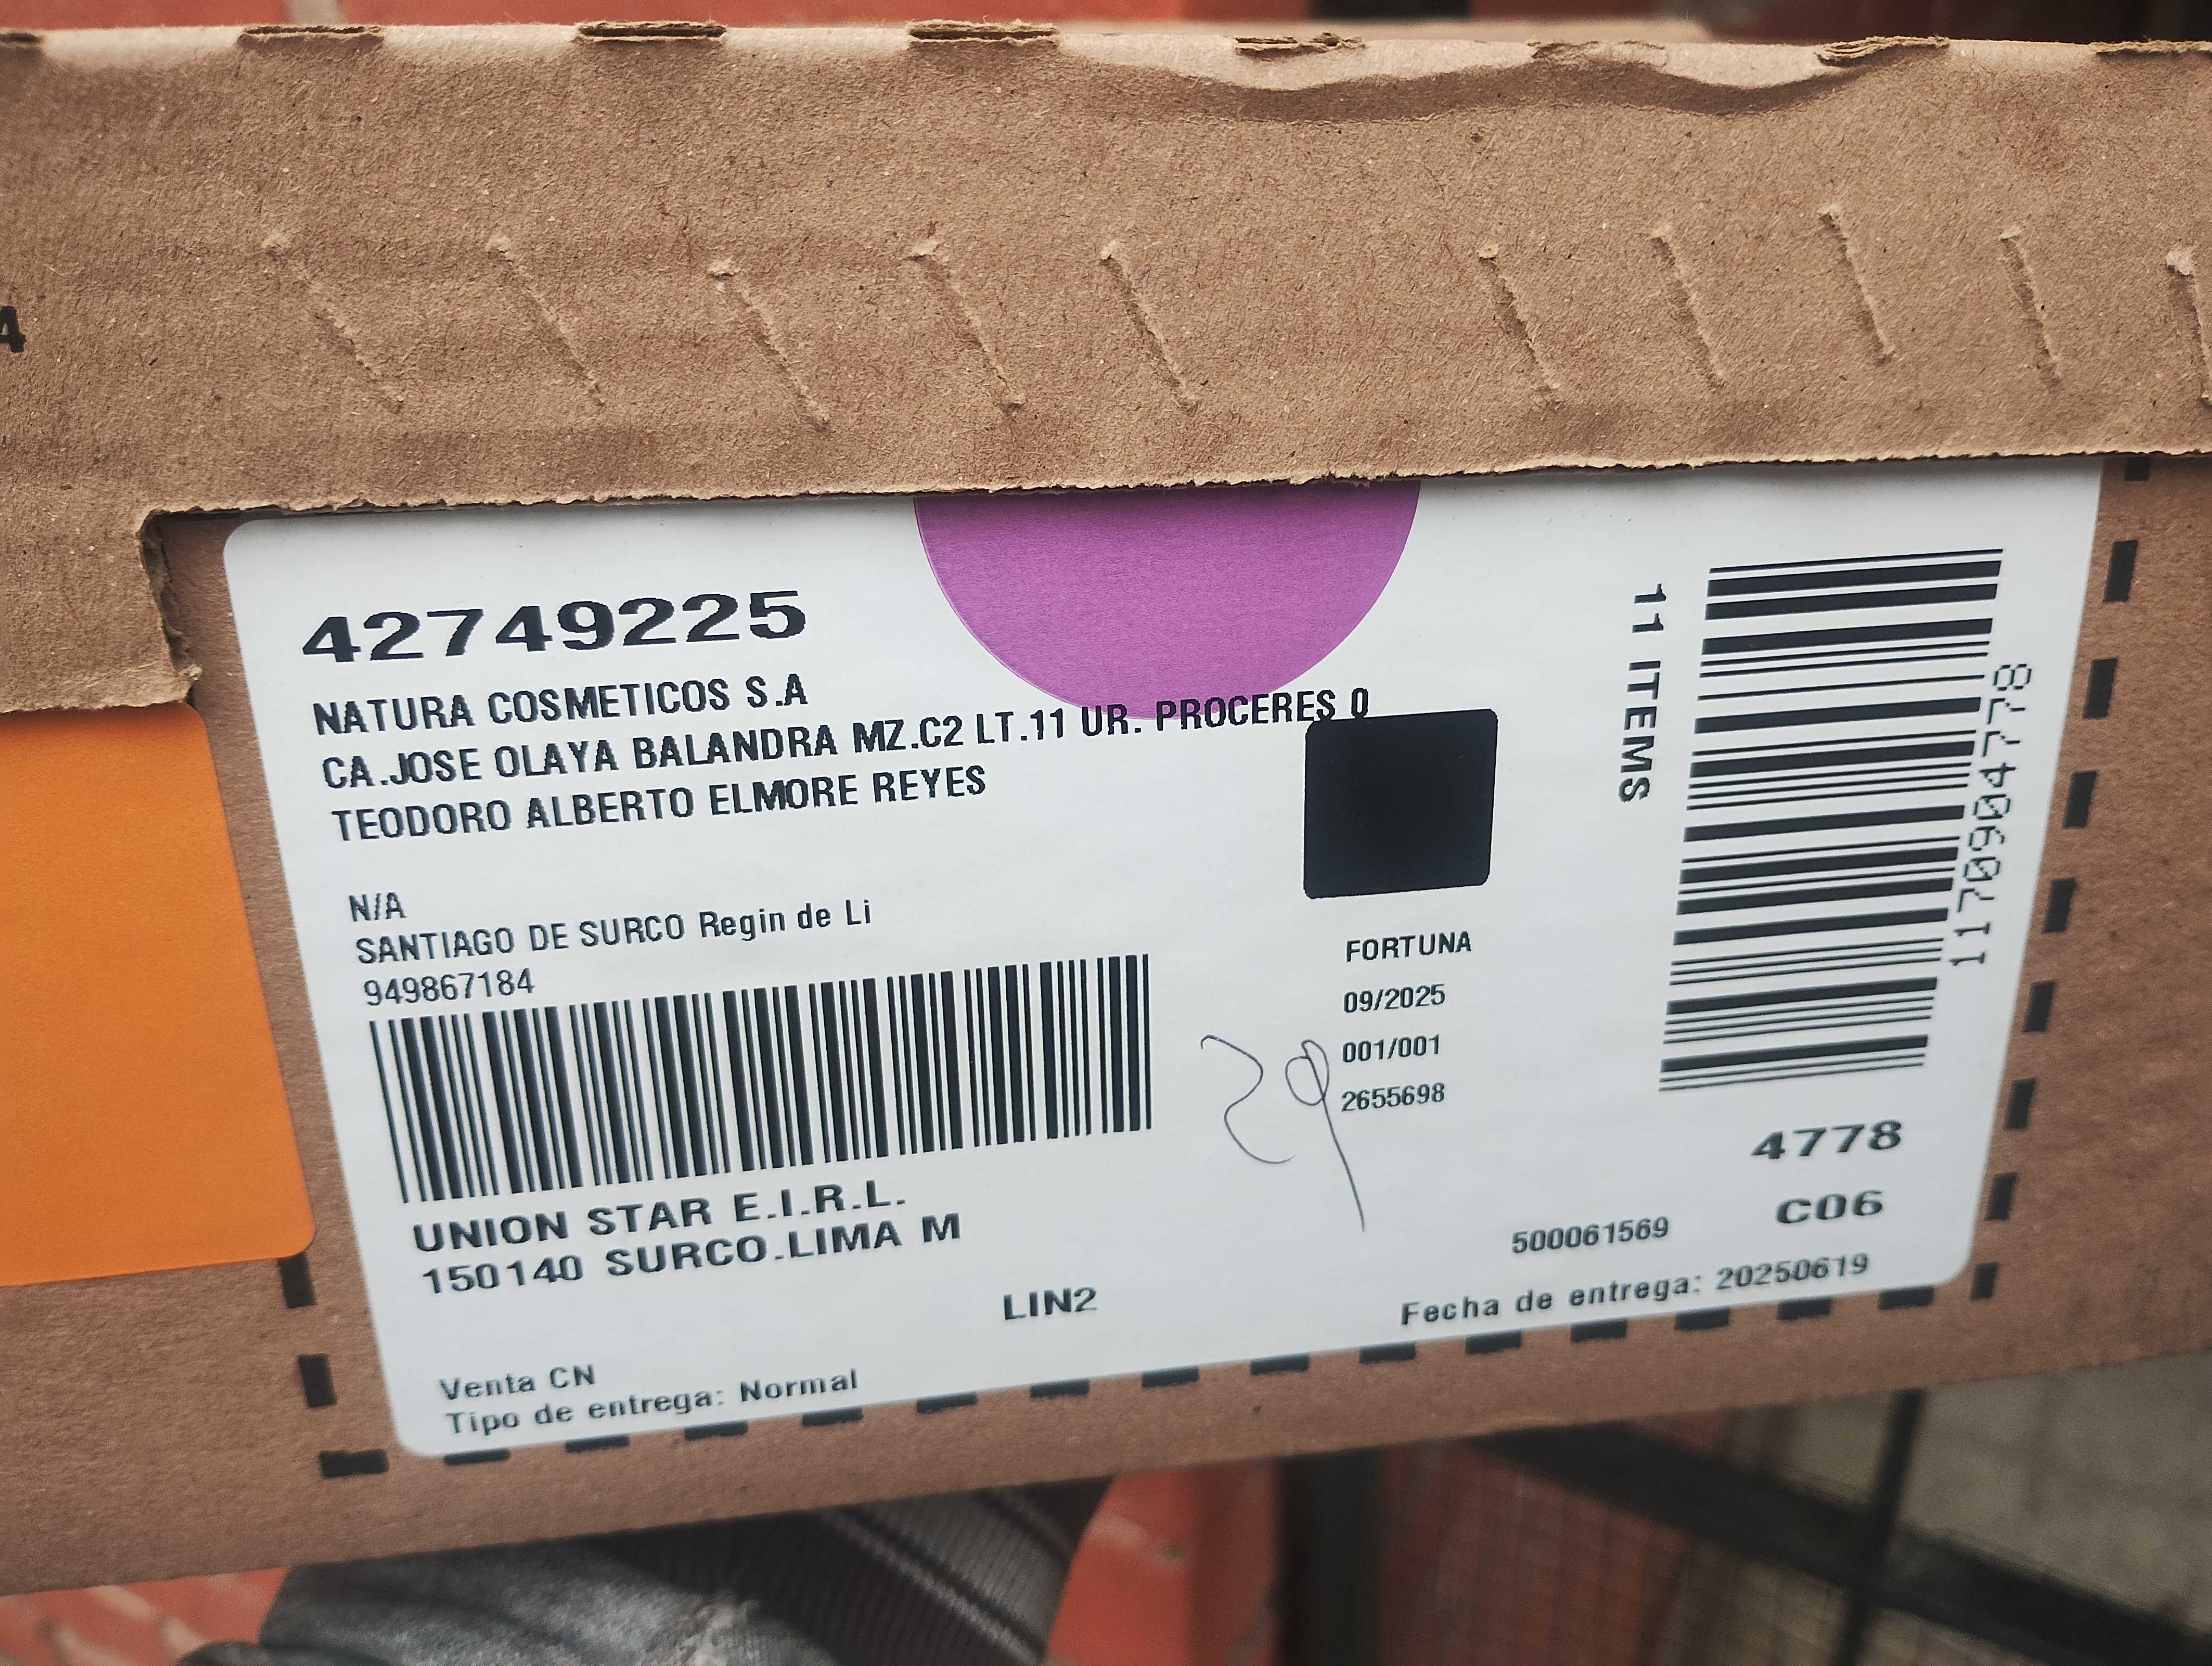 42749225
NATURA COSMETICOS S.A
CA.JOSE OLAYA BALANDRA MZ.C2 LT.11 UR. PROCERES 0
TEODORO ALBERTO ELMORE REYES
N/A
SANTIAGO DE SURCO Regin de Li
949867184
UNION STAR E.I.R.L.
150140 SURCO.LIMA M
LIN2
Venta CN
Tipo de entrega: Normal
FORTUNA
09/2025
001/001
2655698
29
11 ITEMS
11709047778
4778
C06
500061569
Fecha de entrega: 20250619
4